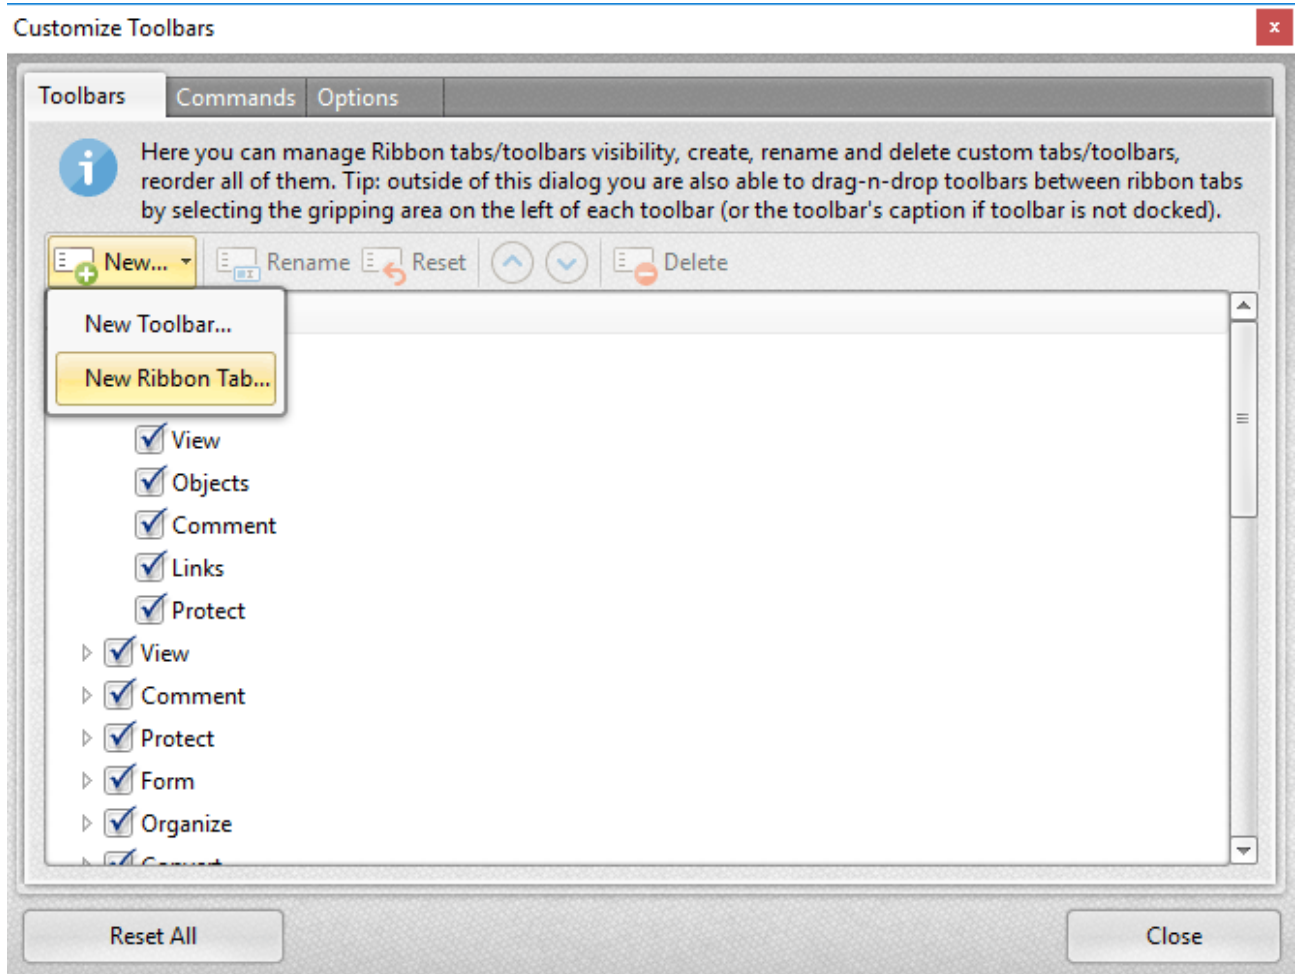 Customize Toolbars
x
Toolbars Commands Options
Here you can manage Ribbon tabs/toolbars visibility, create, rename and delete custom tabs/toolbars,
reorder all of them. Tip: outside of this dialog you are also able to drag-n-drop toolbars between ribbon tabs
by selecting the gripping area on the left of each toolbar (or the toolbar's caption if toolbar is not docked).
New... Rename Reset Delete
New Toolbar...
New Ribbon Tab...
View
Objects
Comment
Links
Protect
View
Comment
Protect
Form
Organize
Convert
Reset All Close